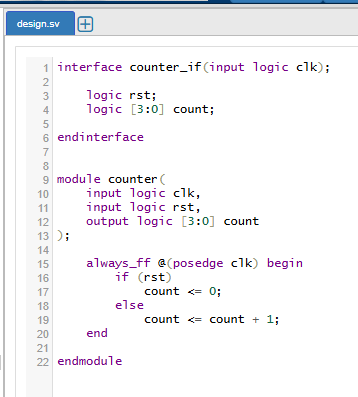 design.sv
1 interface counter_if(input logic clk);
2
3     logic rst;
4     logic [3:0] count;
5
6 endinterface
7
8
9 module counter(
10     input logic clk,
11     input logic rst,
12     output logic [3:0] count
13 );
14
15     always_ff @(posedge clk) begin
16         if (rst)
17             count <= 0;
18         else
19             count <= count + 1;
20     end
21
22 endmodule